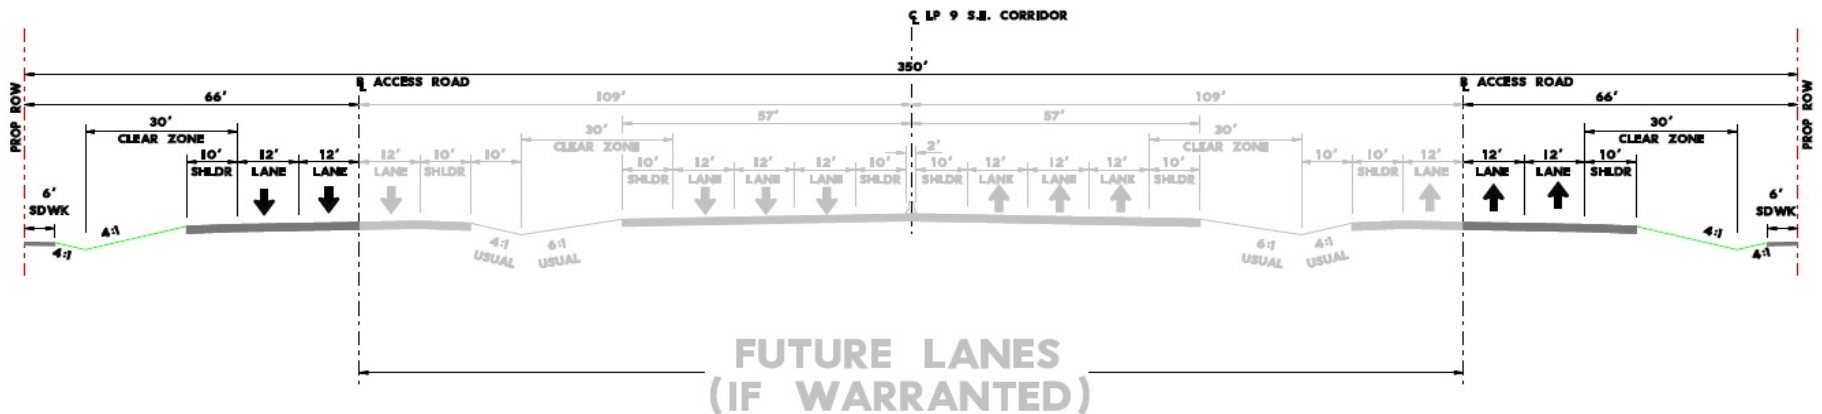 ℄ LP 9 S.E. CORRIDOR
350'
PROP ROW
PROP ROW
℄ ACCESS ROAD
℄ ACCESS ROAD
66'
109'
109'
66'
57'
57'
30'
CLEAR ZONE
30'
CLEAR ZONE
2'
30'
CLEAR ZONE
30'
CLEAR ZONE
10'
SHLDR
12'
LANE
12'
LANE
12'
LANE
10'
SHLDR
10'
10'
SHLDR
12'
LANE
12'
LANE
12'
LANE
10'
SHLDR
10'
SHLDR
12'
LANE
12'
LANE
12'
LANE
10'
SHLDR
10'
10'
SHLDR
12'
LANE
12'
LANE
12'
LANE
10'
SHLDR
6'
SDWK
6'
SDWK
4:1
4:1
4:1
USUAL
6:1
USUAL
6:1
USUAL
4:1
USUAL
4:1
4:1
FUTURE LANES
(IF WARRANTED)